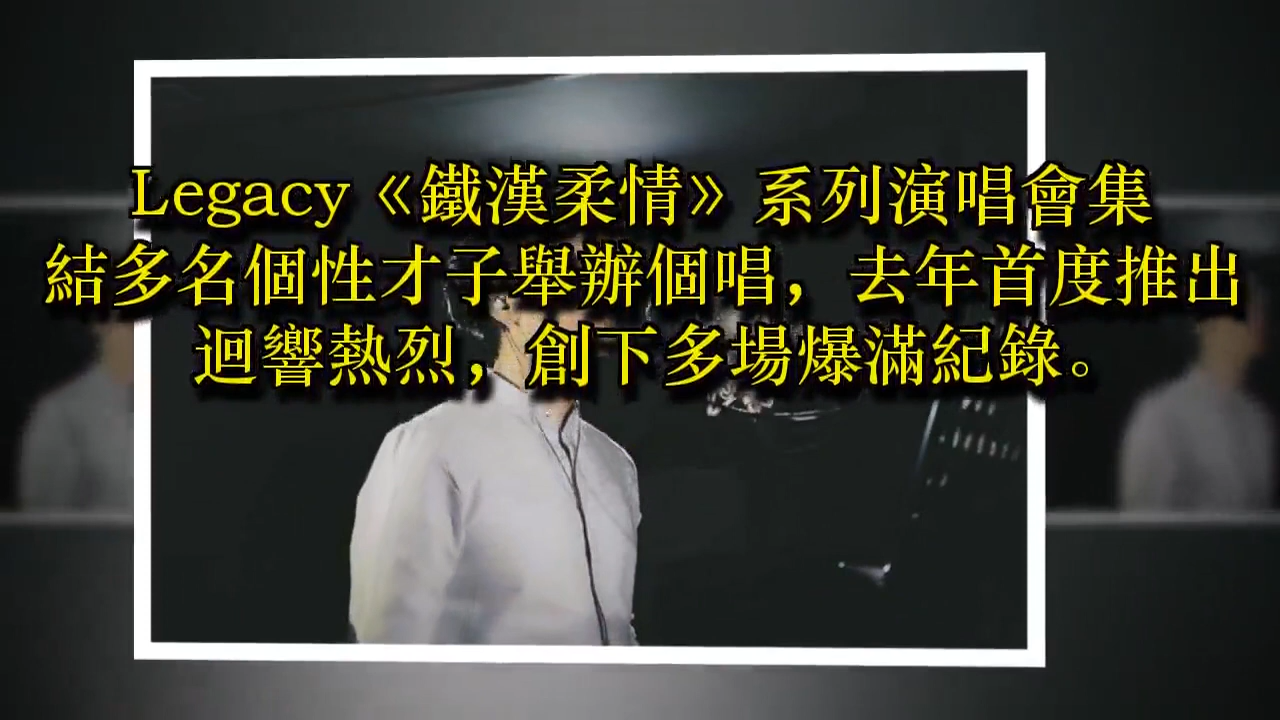 Legacy《鐵漢柔情》系列演唱會集
結多名個性才子舉辦個唱，去年首度推出
迴響熱烈，創下多場爆滿紀錄。